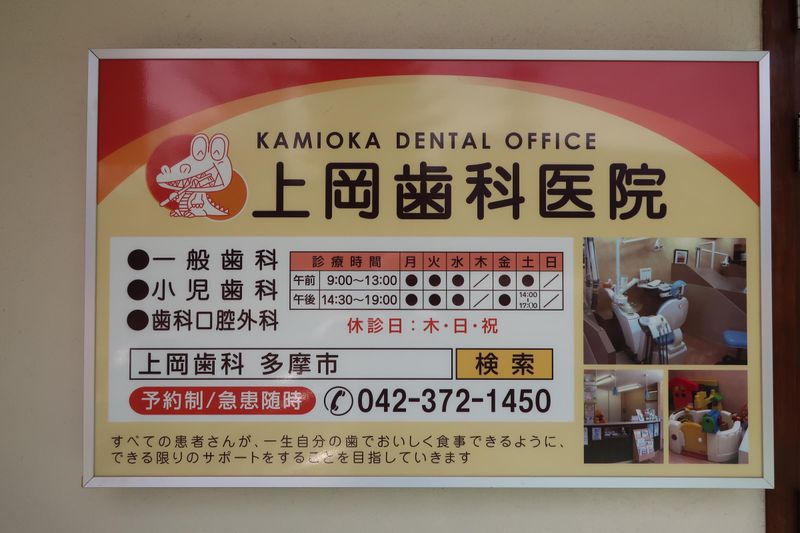 KAMIOKA DENTAL OFFICE
上岡歯科医院
●一般歯科
●小児歯科
●歯科口腔外科
診療時間 月 火 水 木 金 土 日
午前 9:00〜13:00 ● ● ● ／ ● ● ／
午後 14:30〜19:00 ● ● ● ／ ● 14:00〜17:00 ／
休診日：木・日・祝
上岡歯科 多摩市 検索
予約制/急患随時 042-372-1450
すべての患者さんが、一生自分の歯でおいしく食事できるように、
できる限りのサポートをすることを目指していきます